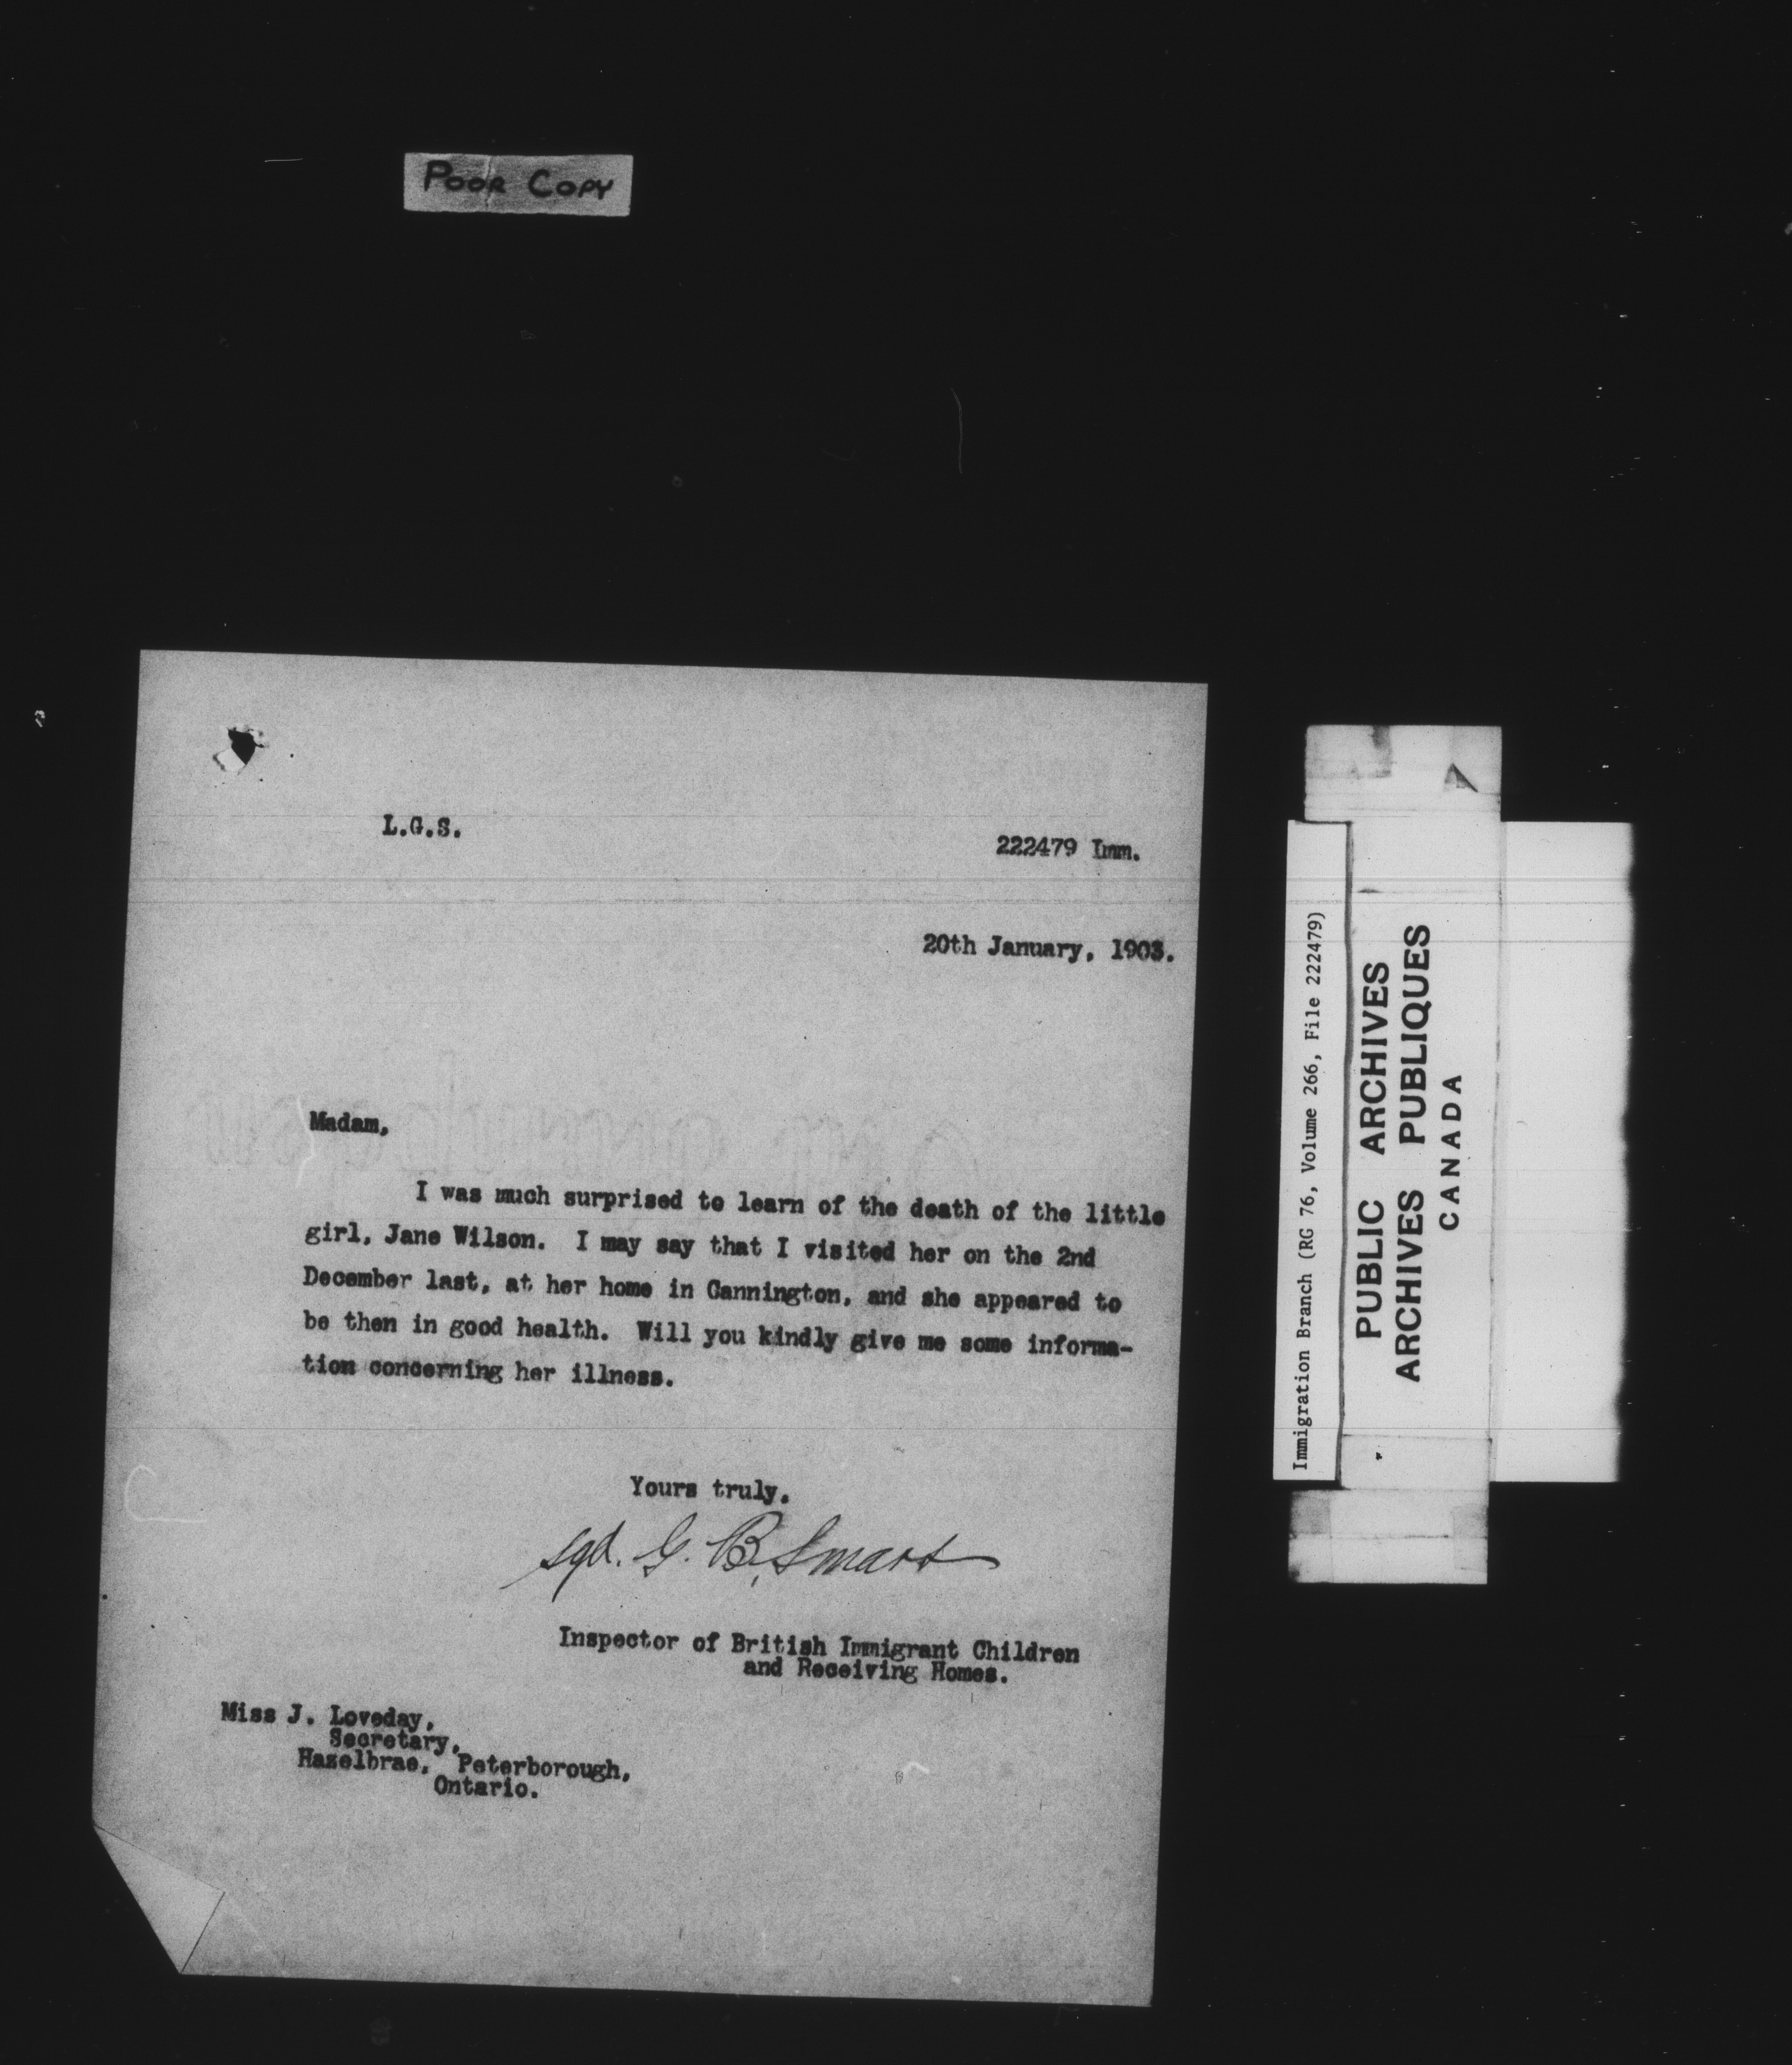 POOR COPY
L.G.S.
222479 Imm.
20th January, 1903.
Madam,
I was much surprised to learn of the death of the little
girl, Jane Wilson. I may say that I visited her on the 2nd
December last, at her home in Cannington, and she appeared to
be then in good health. Will you kindly give me some informa-
tion concerning her illness.
Yours truly,
sgd. G. B. Smart
Inspector of British Immigrant Children
and Receiving Homes.
Miss J. Loveday,
Secretary,
Hazelbrae, Peterborough,
Ontario.
Immigration Branch (RG 76, Volume 266, File 222479)
PUBLIC ARCHIVES
ARCHIVES PUBLIQUES
CANADA